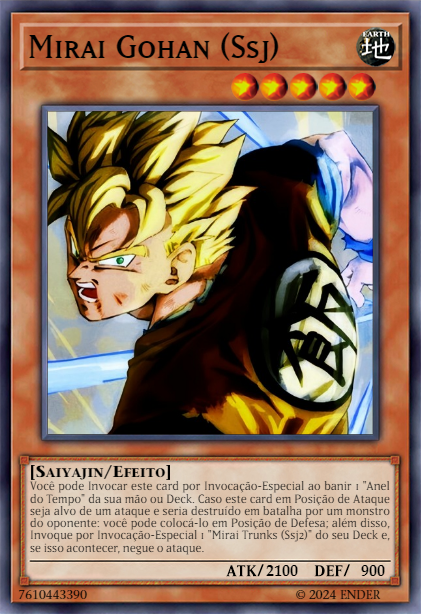 Mirai Gohan (Ssj)
EARTH
地
[Saiyajin/Efeito]
Você pode Invocar este card por Invocação-Especial ao banir 1 "Anel
do Tempo" da sua mão ou Deck. Caso este card em Posição de Ataque
seja alvo de um ataque e seria destruído em batalha por um monstro
do oponente: você pode colocá-lo em Posição de Defesa; além disso,
Invoque por Invocação-Especial 1 "Mirai Trunks (Ssj2)" do seu Deck e,
se isso acontecer, negue o ataque.
ATK/2100 DEF/ 900
7610443390 © 2024 ENDER